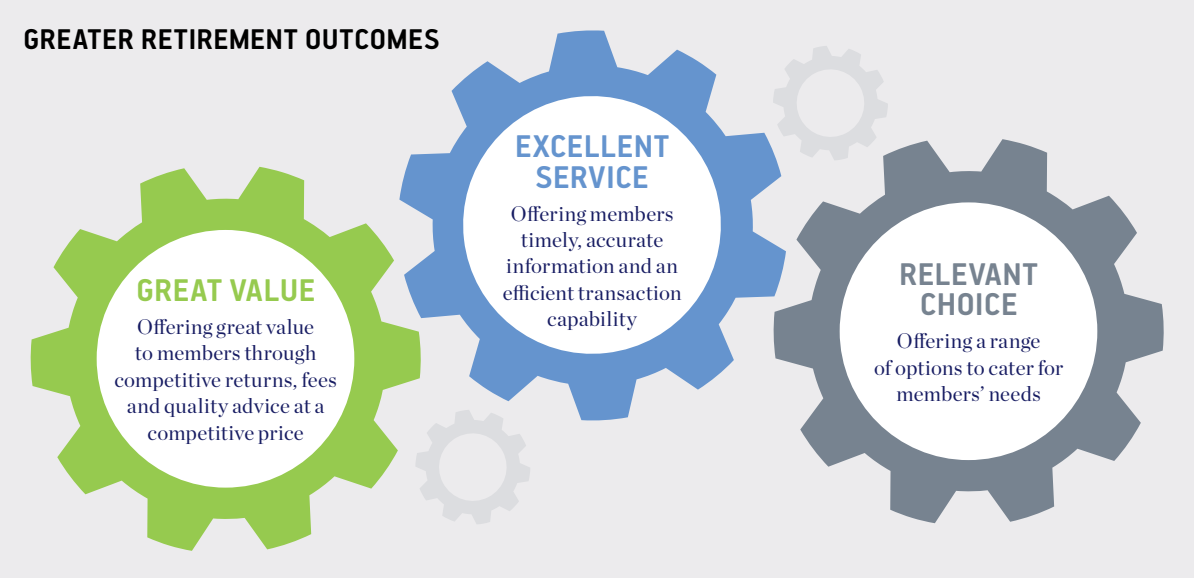 GREATER RETIREMENT OUTCOMES
GREAT VALUE
Offering great value
to members through
competitive returns, fees
and quality advice at a
competitive price
EXCELLENT
SERVICE
Offering members
timely, accurate
information and an
efficient transaction
capability
RELEVANT
CHOICE
Offering a range
of options to cater for
members’ needs